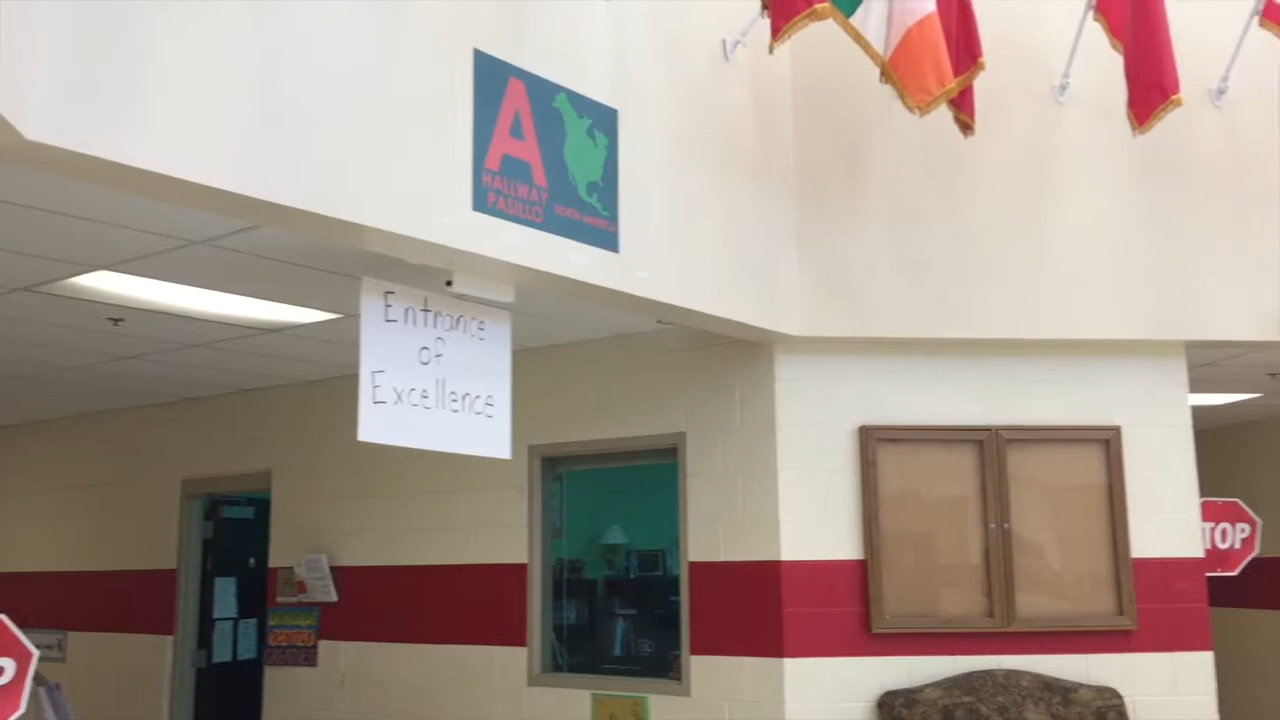 A
HALLWAY
PASILLO
NORTH AMERICA
Entrance
of
Excellence
TOP
P